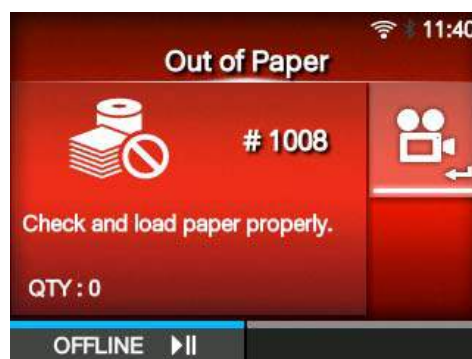 11:40
Out of Paper
# 1008
Check and load paper properly.
QTY : 0
OFFLINE